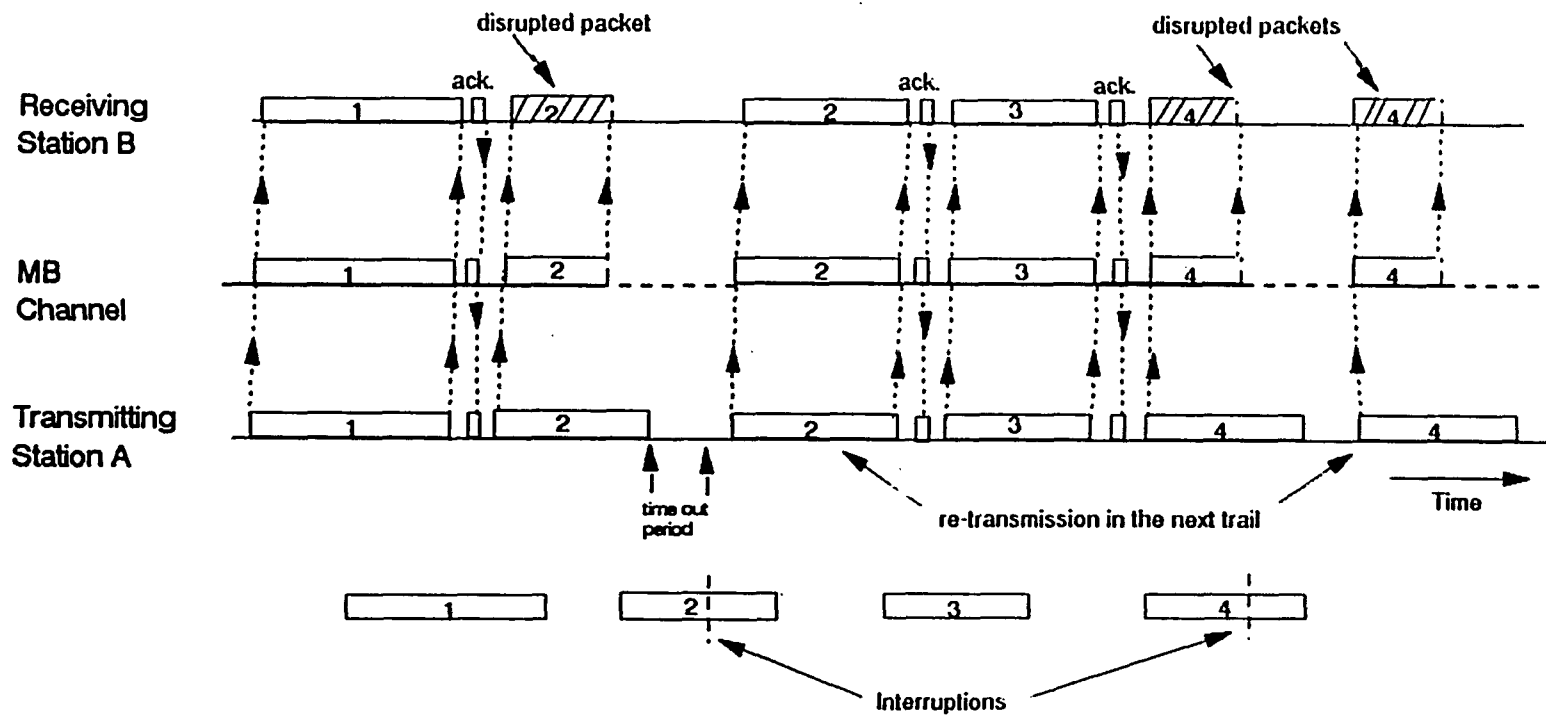 disrupted packet
disrupted packets
ack.
ack.
ack.
Receiving
Station B
1
2
2
3
4
4
MB
Channel
1
2
2
3
4
4
Transmitting
Station A
1
2
2
3
4
4
time out
period
re-transmission in the next trail
Time
1
2
3
4
Interruptions